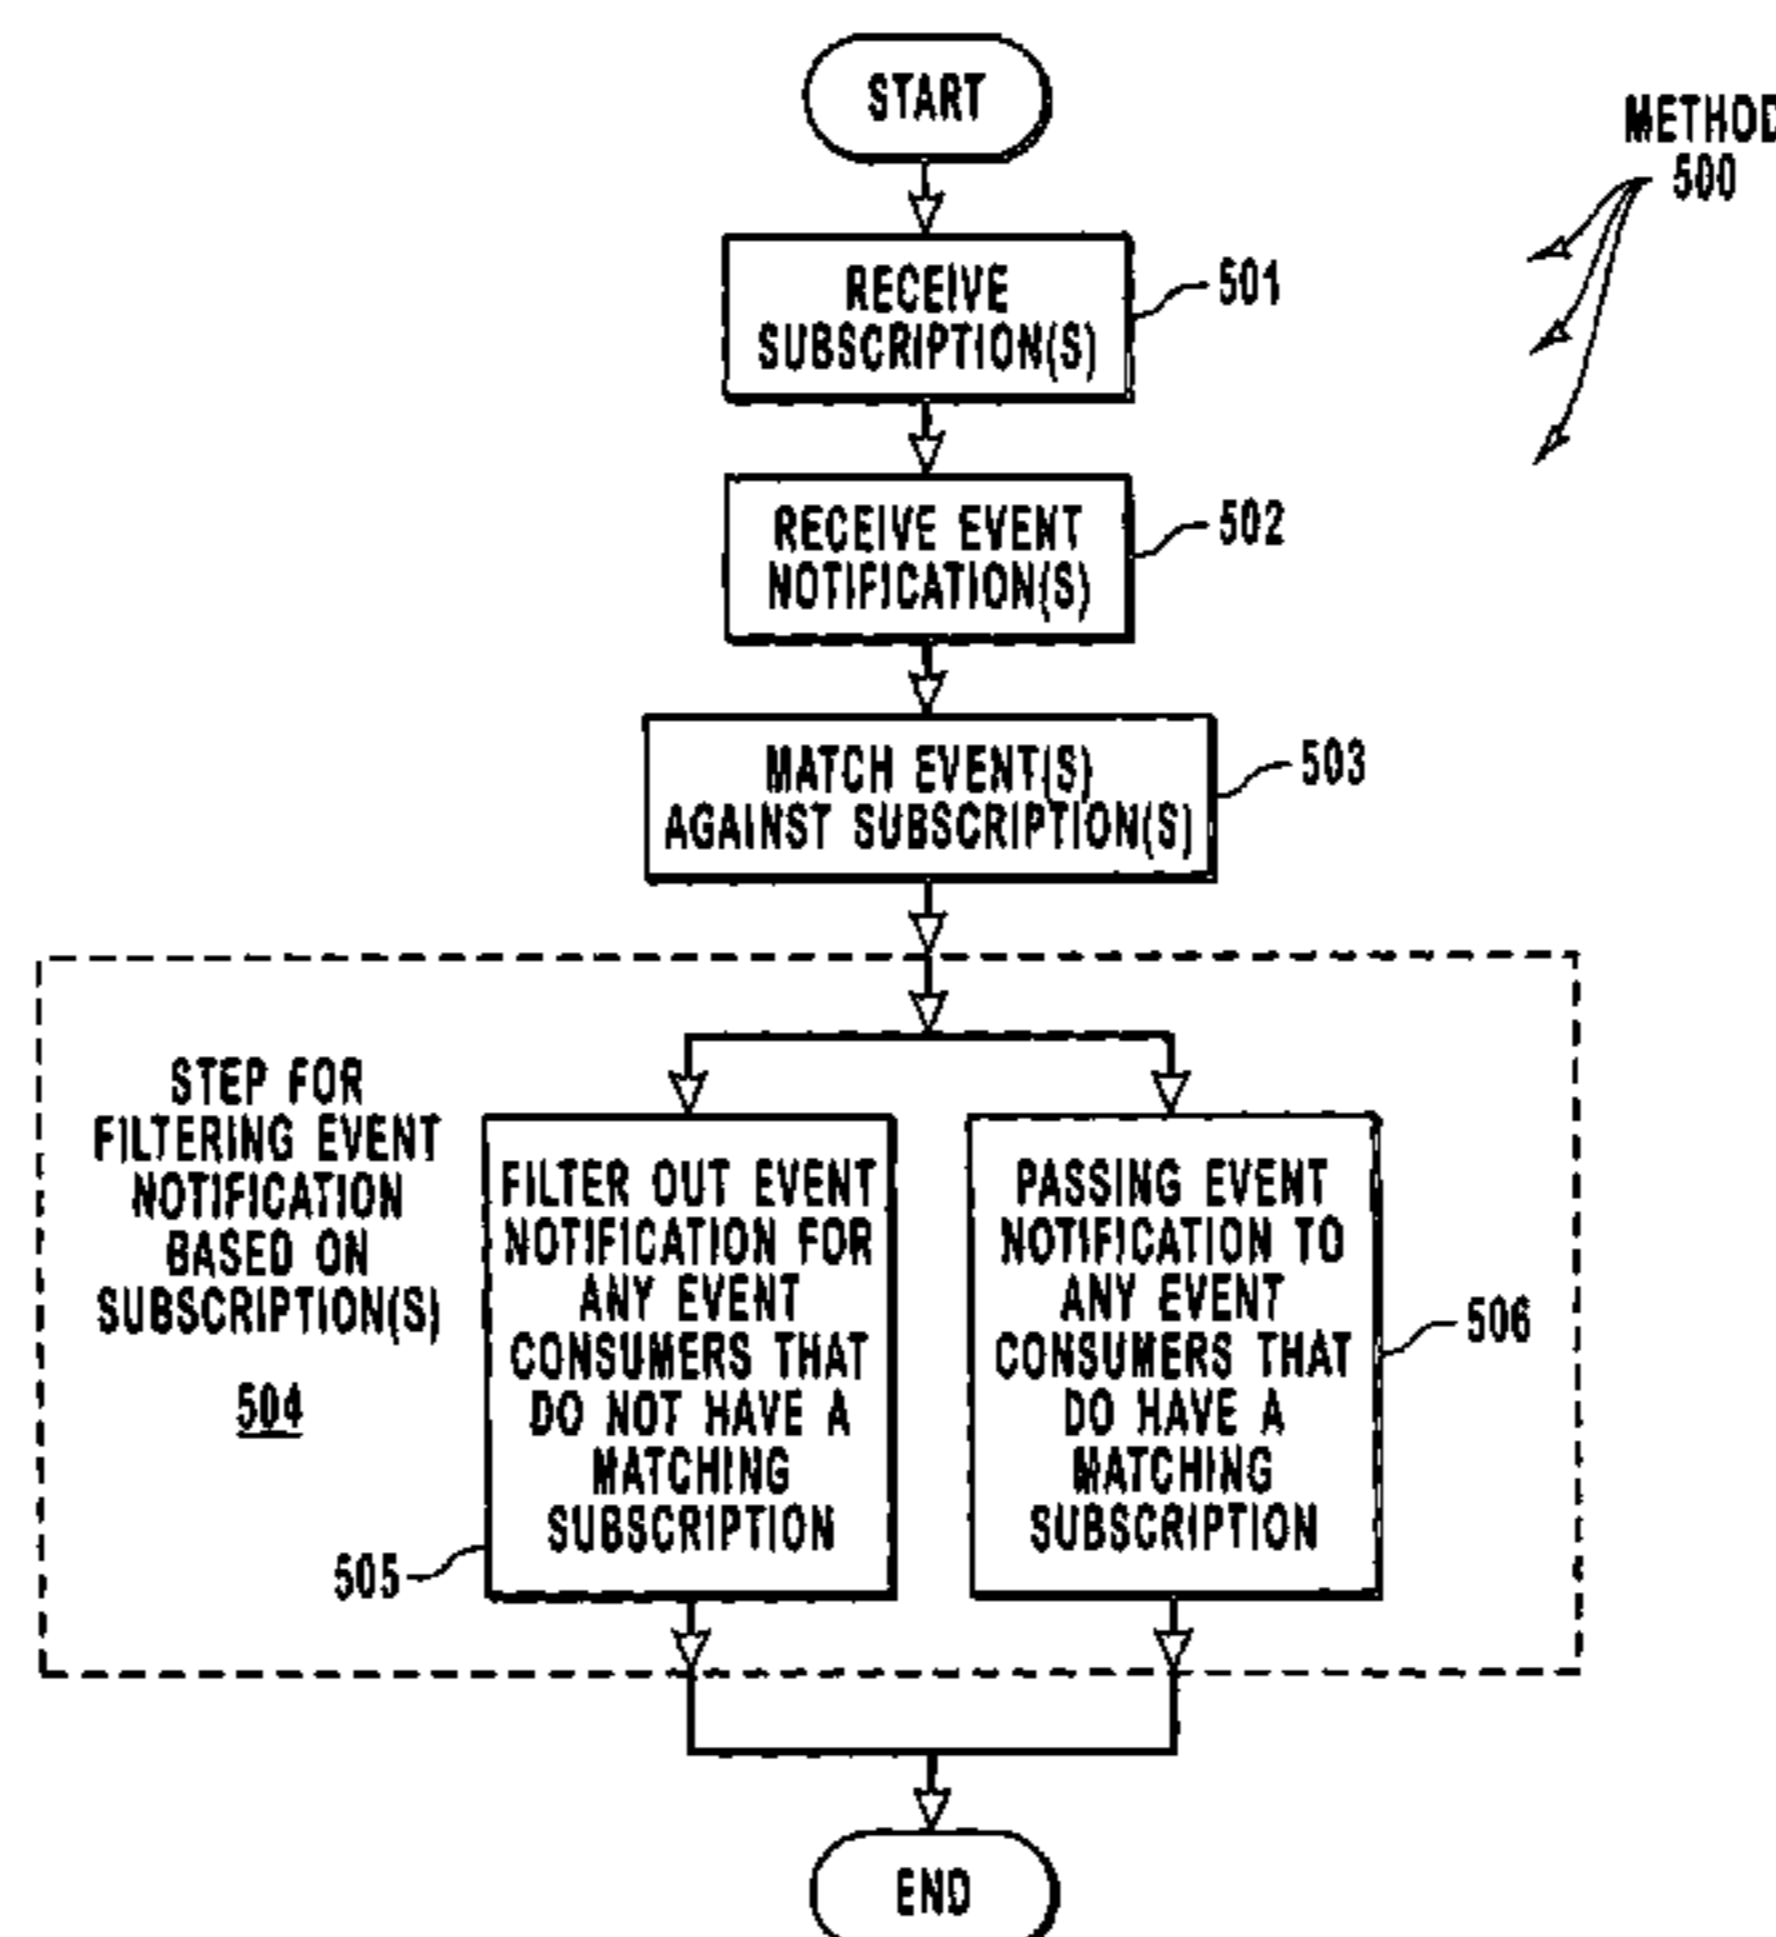 START
METHOD
500
RECEIVE
SUBSCRIPTION(S)
501
RECEIVE EVENT
NOTIFICATION(S)
502
MATCH EVENT(S)
AGAINST SUBSCRIPTION(S)
503
STEP FOR
FILTERING EVENT
NOTIFICATION
BASED ON
SUBSCRIPTION(S)
504
FILTER OUT EVENT
NOTIFICATION FOR
ANY EVENT
CONSUMERS THAT
DO NOT HAVE A
MATCHING
SUBSCRIPTION
505
PASSING EVENT
NOTIFICATION TO
ANY EVENT
CONSUMERS THAT
DO HAVE A
MATCHING
SUBSCRIPTION
506
END